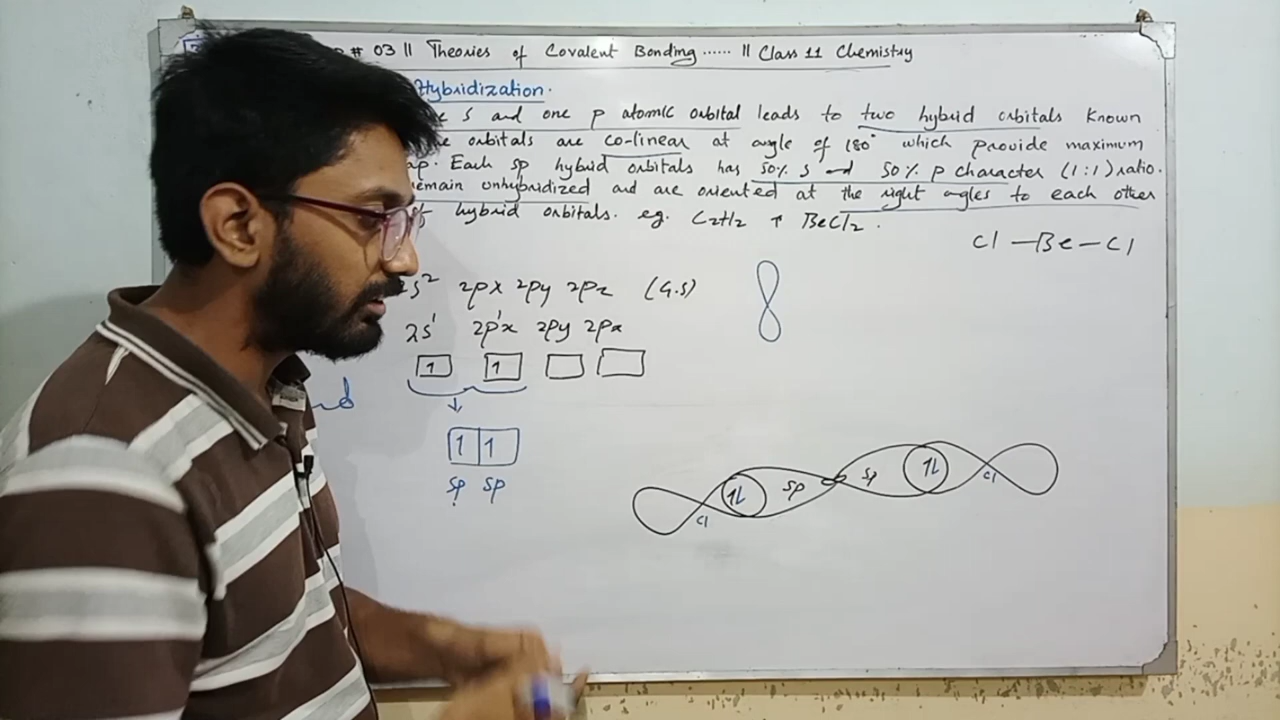 # 03 || Theories of Covalent Bonding ...... || Class 11 Chemistry
Hybridization.
s and one p atomic orbital leads to two hybrid orbitals known
orbitals are co-linear at angle of 180° which provide maximum
Each sp hybrid orbitals has 50% s and 50% p character (1:1) ratio.
remain unhybridized and are oriented at the right angles to each other
hybrid orbitals. eg. C2H2 BeCl2.
Cl — Be — Cl
2s² 2px 2py 2pz (G.S)
2s¹ 2p¹x 2py 2pz
1 1
1 1
sp sp
sp 1L cl
cl 1L sp